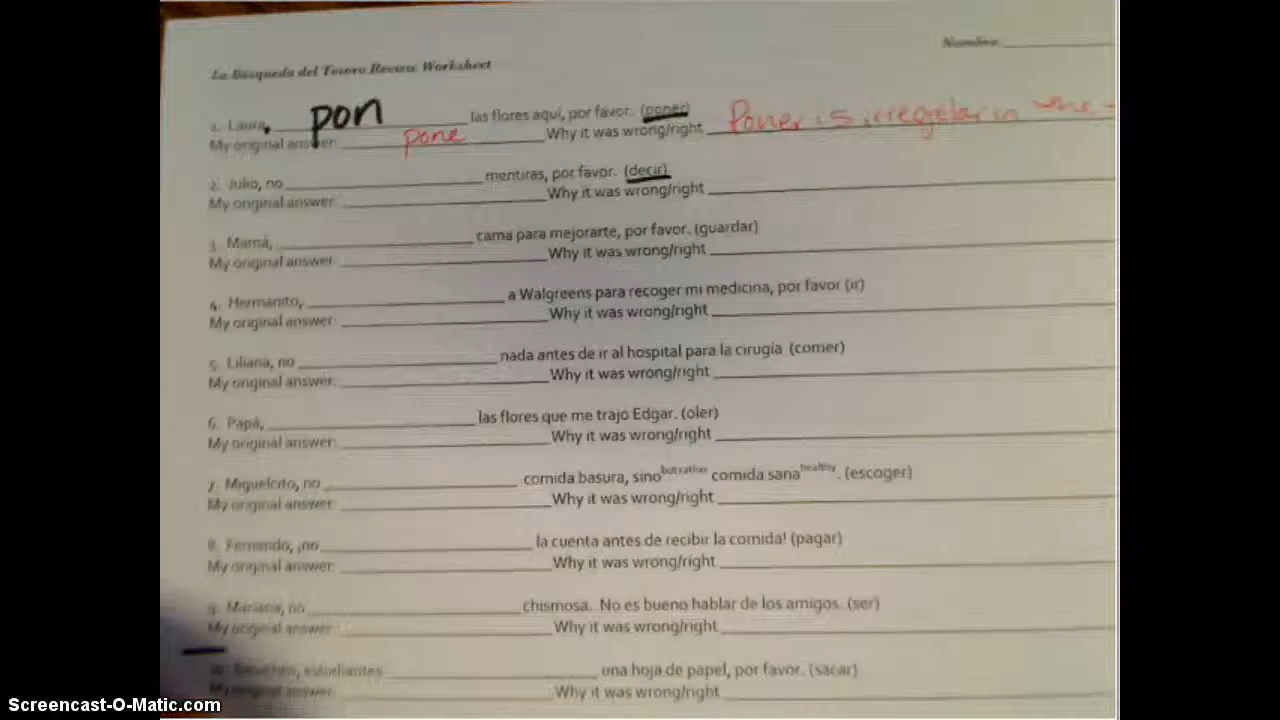 Nombre
La Búsqueda del Tesoro Review Worksheet
1. Laura, pon las flores aquí, por favor. (poner)
My original answer: pone Why it was wrong/right Poner is irregular in the
2. Julio, no mentiras, por favor. (decir)
My original answer: Why it was wrong/right
3. Mamá, cama para mejorarte, por favor. (guardar)
My original answer: Why it was wrong/right
4. Hermanito, a Walgreens para recoger mi medicina, por favor (ir)
My original answer: Why it was wrong/right
5. Liliana, no nada antes de ir al hospital para la cirugía (comer)
My original answer: Why it was wrong/right
6. Papá, las flores que me trajo Edgar. (oler)
My original answer: Why it was wrong/right
7. Miguelcito, no comida basura, sino but rather comida sana healthy. (escoger)
My original answer: Why it was wrong/right
8. Fernando, ¡no la cuenta antes de recibir la comida! (pagar)
My original answer: Why it was wrong/right
9. Mariana, no chismosa. No es bueno hablar de los amigos. (ser)
My original answer: Why it was wrong/right
10. estudiantes una hoja de papel, por favor. (sacar)
My original answer: Why it was wrong/right
Screencast-O-Matic.com